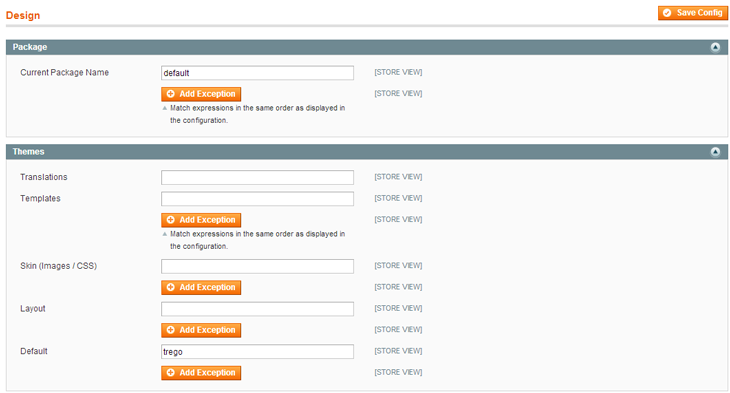 Design
Save Config
Package
Current Package Name default [STORE VIEW]
Add Exception [STORE VIEW]
Match expressions in the same order as displayed in
the configuration.
Themes
Translations [STORE VIEW]
Templates [STORE VIEW]
Add Exception [STORE VIEW]
Match expressions in the same order as displayed in
the configuration.
Skin (Images / CSS) [STORE VIEW]
Add Exception [STORE VIEW]
Layout [STORE VIEW]
Add Exception [STORE VIEW]
Default trego [STORE VIEW]
Add Exception [STORE VIEW]